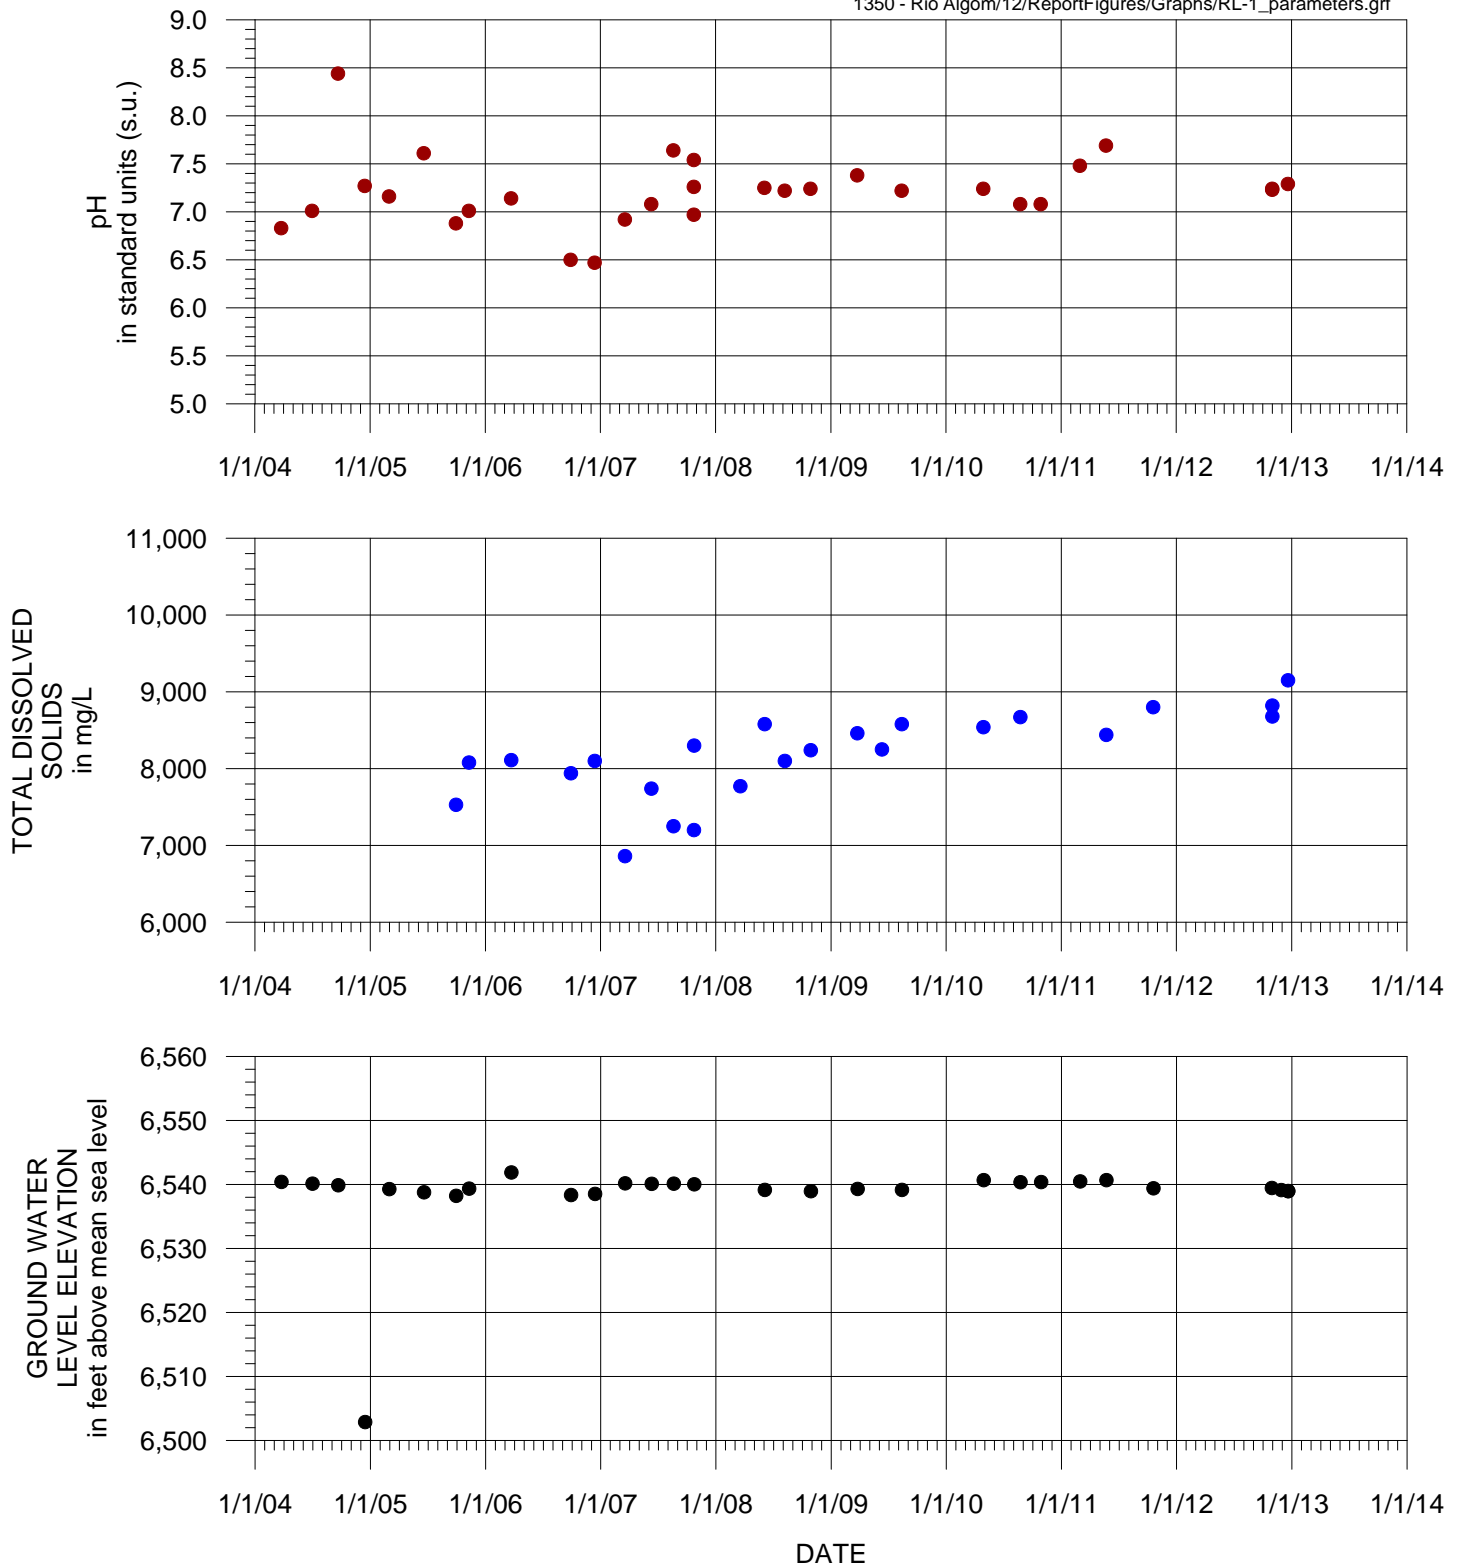 1350 - Rio Algom/12/ReportFigures/Graphs/RL-1_parameters.grf
9.0
8.5
8.0
7.5
7.0
6.5
6.0
5.5
5.0
pH
in standard units (s.u.)
1/1/04 1/1/05 1/1/06 1/1/07 1/1/08 1/1/09 1/1/10 1/1/11 1/1/12 1/1/13 1/1/14
11,000
10,000
9,000
8,000
7,000
6,000
TOTAL DISSOLVED
SOLIDS
in mg/L
1/1/04 1/1/05 1/1/06 1/1/07 1/1/08 1/1/09 1/1/10 1/1/11 1/1/12 1/1/13 1/1/14
6,560
6,550
6,540
6,530
6,520
6,510
6,500
GROUND WATER
LEVEL ELEVATION
in feet above mean sea level
1/1/04 1/1/05 1/1/06 1/1/07 1/1/08 1/1/09 1/1/10 1/1/11 1/1/12 1/1/13 1/1/14
DATE